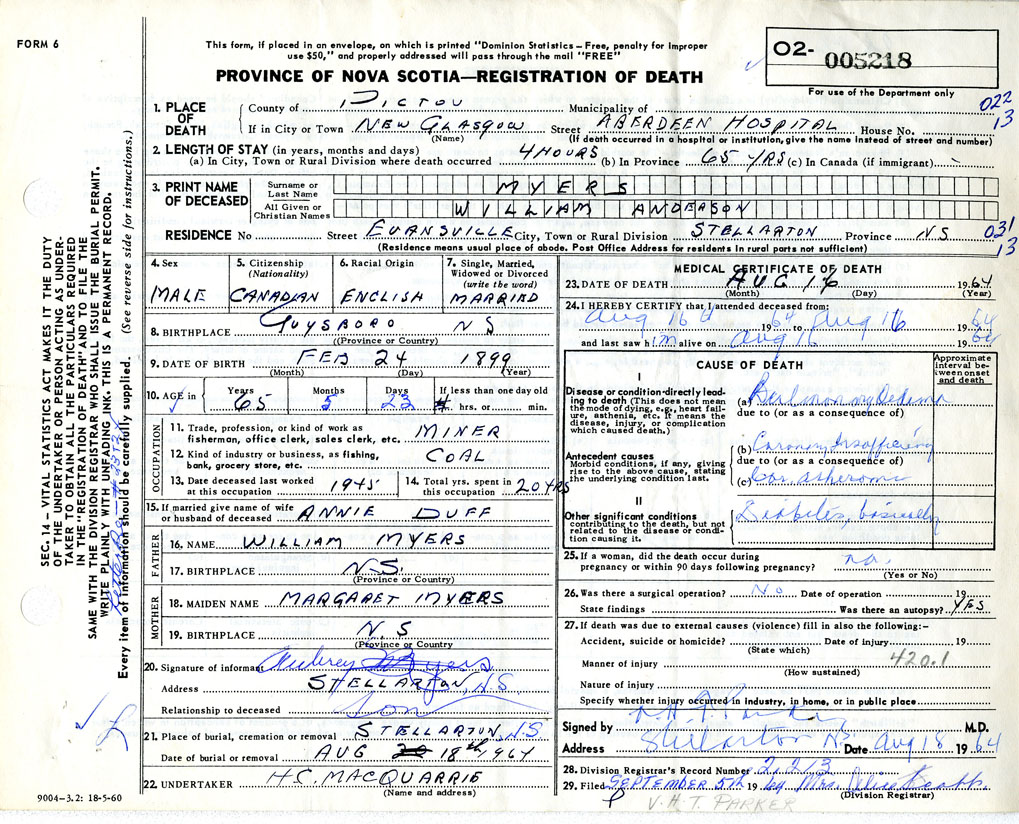 FORM 6
This form, if placed in an envelope, on which is printed "Dominion Statistics – Free, penalty for improper
use $50," and properly addressed will pass through the mail "FREE"
PROVINCE OF NOVA SCOTIA—REGISTRATION OF DEATH
O2- 005218
For use of the Department only
022
13
1. PLACE OF DEATH
County of PICTOU Municipality of
If in City or Town NEW GLASGOW Street ABERDEEN HOSPITAL House No.
(Name) (If death occurred in a hospital or institution, give the name instead of street and number)
2. LENGTH OF STAY (in years, months and days)
(a) In City, Town or Rural Division where death occurred 4 HOURS (b) In Province 65 YRS (c) In Canada (if immigrant)
3. PRINT NAME OF DECEASED
Surname or Last Name MYERS
All Given or Christian Names WILLIAM ANDERSON
RESIDENCE No Street EVANSVILLE City, Town or Rural Division STELLARTON Province NS
031
13
(Residence means usual place of abode. Post Office Address for residents in rural parts not sufficient)
4. Sex
MALE
5. Citizenship (Nationality)
CANADIAN
6. Racial Origin
ENGLISH
7. Single, Married, Widowed or Divorced (write the word)
MARRIED
8. BIRTHPLACE GUYSBORO NS
(Province or Country)
9. DATE OF BIRTH FEB 24 1899
(Month) (Day) (Year)
10. AGE in Years Months Days If less than one day old
65 5 23 hrs. or min.
OCCUPATION
11. Trade, profession, or kind of work as
fisherman, office clerk, sales clerk, etc. MINER
12. Kind of industry or business, as fishing,
bank, grocery store, etc. COAL
13. Date deceased last worked
at this occupation 1945
14. Total yrs. spent in
this occupation 20 YRS
15. If married give name of wife
or husband of deceased ANNIE DUFF
FATHER
16. NAME WILLIAM MYERS
17. BIRTHPLACE N.S.
(Province or Country)
MOTHER
18. MAIDEN NAME MARGARET MYERS
19. BIRTHPLACE N.S
(Province or Country
20. Signature of informant Aubrey Myers
Address STELLARTON, N.S
Relationship to deceased Son
21. Place of burial, cremation or removal STELLARTON, N.S
Date of burial or removal AUG 18th, 1964
22. UNDERTAKER H.C. MACQUARRIE
(Name and address)
9004-3.2: 18-5-60
MEDICAL CERTIFICATE OF DEATH
23. DATE OF DEATH AUG 16 1964
(Month) (Day) (Year)
24. I HEREBY CERTIFY that I attended deceased from:
Aug 16th 1964 to Aug 16 1964
and last saw him alive on Aug 16 1964
CAUSE OF DEATH
Approximate interval between onset and death
I
Disease or condition directly leading to death (This does not mean
the mode of dying, e.g., heart failure, asthenia, etc. It means the
disease, injury, or complication
which caused death.)
(a)
due to (or as a consequence of)
Antecedent causes
Morbid conditions, if any, giving
rise to the above cause, stating
the underlying condition last.
(b) Coronary Insufficiency
due to (or as a consequence of)
(c) Cor. atheroma
II
Other significant conditions
contributing to the death, but not
related to the disease or condition causing it.
Diabetes,
25. If a woman, did the death occur during
pregnancy or within 90 days following pregnancy? no.
(Yes or No)
26. Was there a surgical operation? No Date of operation 19
State findings Was there an autopsy? YES
27. If death was due to external causes (violence) fill in also the following:–
Accident, suicide or homicide? Date of injury 19
(State which)
420.1
Manner of injury
(How sustained)
Nature of injury
Specify whether injury occurred in industry, in home, or in public place
Signed by V.H.T. Parker M.D.
Address Stellarton NS Date Aug 18 1964
28. Division Registrar's Record Number 2,213
29. Filed SEPTEMBER 5th 1964 Mrs.
(Division Registrar)
V.H.T. PARKER
SEC. 14 – VITAL STATISTICS ACT MAKES IT THE DUTY
OF THE UNDERTAKER OR PERSON ACTING AS UNDERTAKER TO OBTAIN ALL THE PARTICULARS REQUIRED
IN THE "REGISTRATION OF DEATH" AND TO FILE THE
SAME WITH THE DIVISION REGISTRAR WHO SHALL ISSUE THE BURIAL PERMIT.
WRITE PLAINLY WITH UNFADING INK. THIS IS A PERMANENT RECORD.
Every item of information should be carefully supplied. (See reverse side for instructions.)